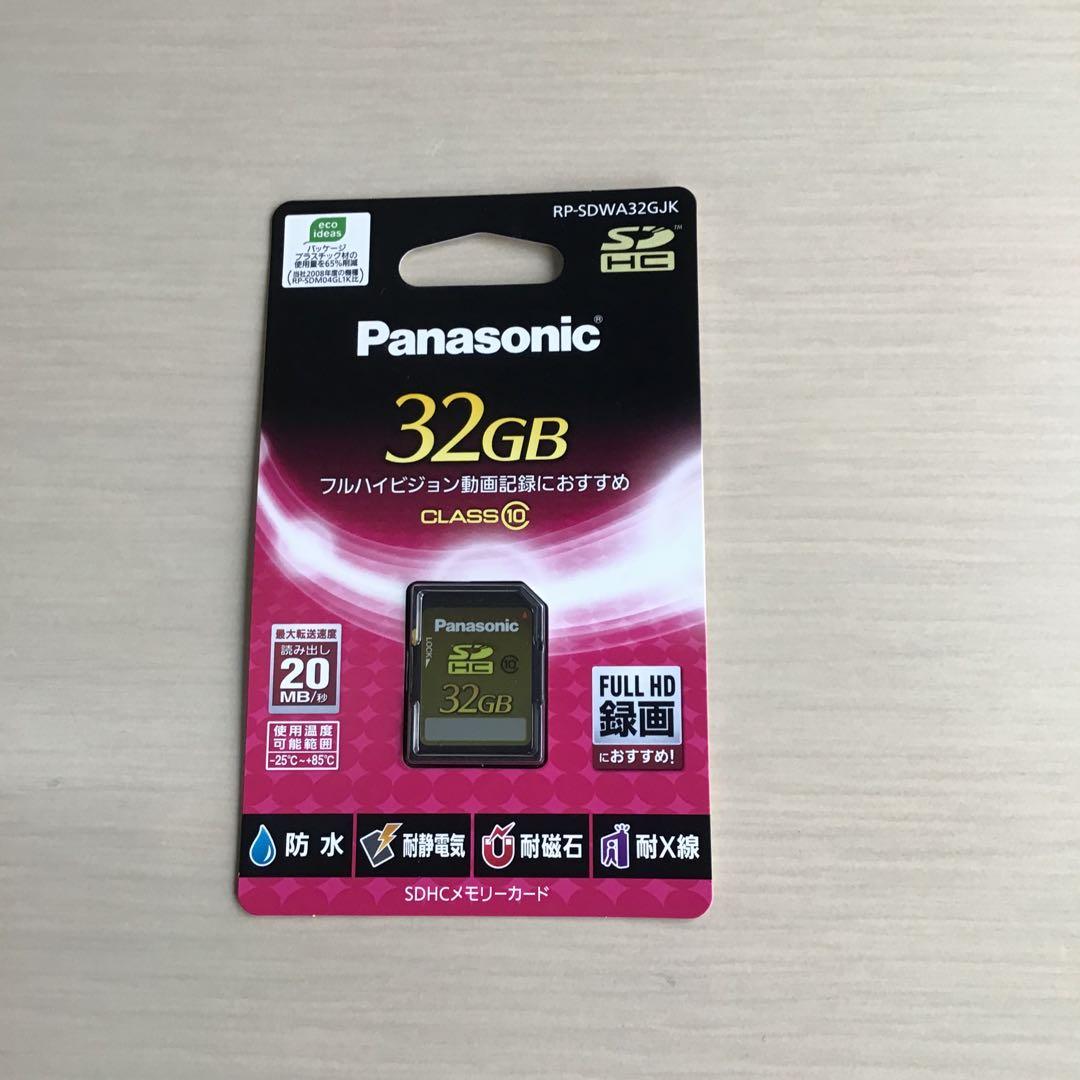 RP-SDWA32GJK
eco
ideas
パッケージ
プラスチック材の
使用量を65%削減
(当社2008年度の機種
RP-SDM04GL1K比)
SD™
HC
Panasonic®
32GB
フルハイビジョン動画記録におすすめ
CLASS10
最大転送速度
読み出し
20
MB/秒
使用温度
可能範囲
-25℃~+85℃
Panasonic
LOCK
SD
HC
10
32GB
FULL HD
録画
におすすめ!
防水
耐静電気
耐磁石
耐X線
SDHCメモリーカード